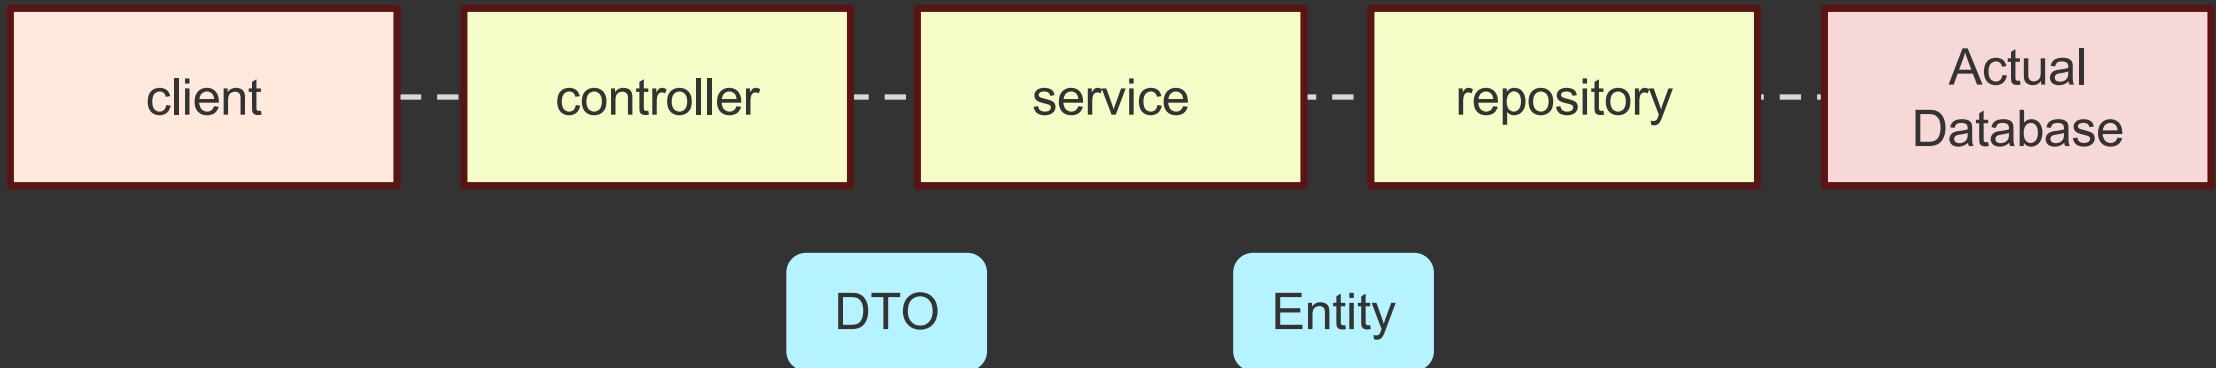 client
controller
service
repository
Actual
Database
DTO
Entity